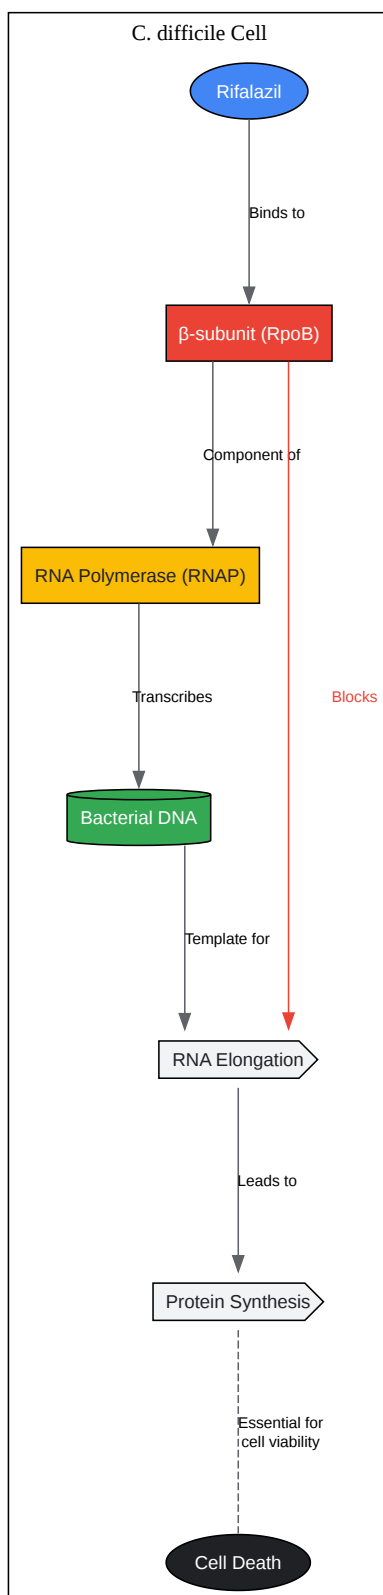 C. difficile Cell
Rifalazil
Binds to
β-subunit (RpoB)
Component of
RNA Polymerase (RNAP)
Transcribes
Blocks
Bacterial DNA
Template for
RNA Elongation
Leads to
Protein Synthesis
Essential for
cell viability
Cell Death